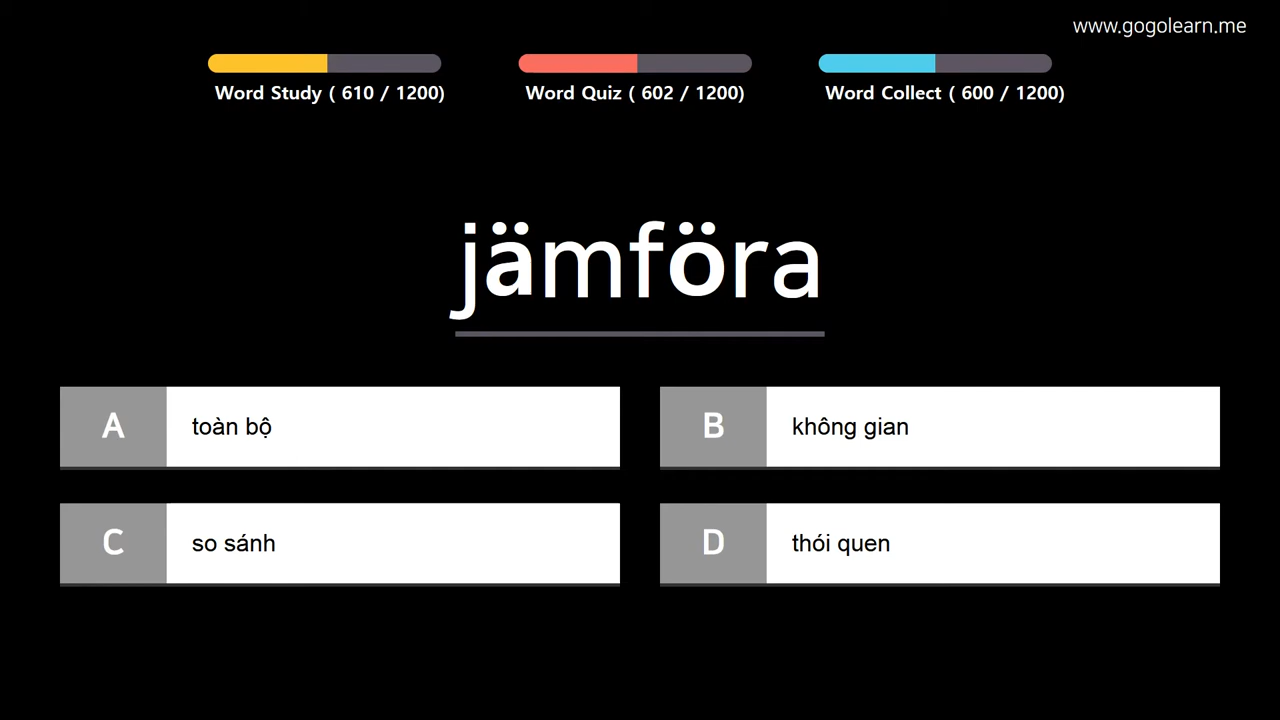 www.gogolearn.me
Word Study ( 610 / 1200)
Word Quiz ( 602 / 1200)
Word Collect ( 600 / 1200)
jämföra
A toàn bộ
B không gian
C so sánh
D thói quen